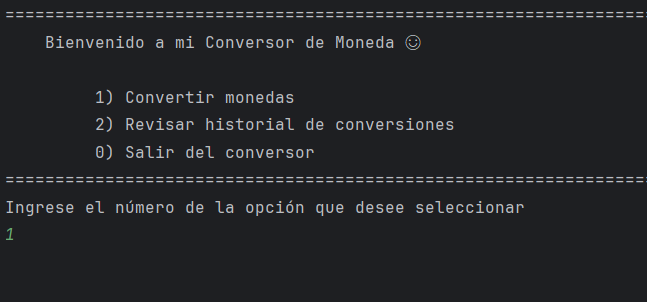 =================================================================
Bienvenido a mi Conversor de Moneda ☺
1) Convertir monedas
2) Revisar historial de conversiones
0) Salir del conversor
=================================================================
Ingrese el número de la opción que desee seleccionar
1